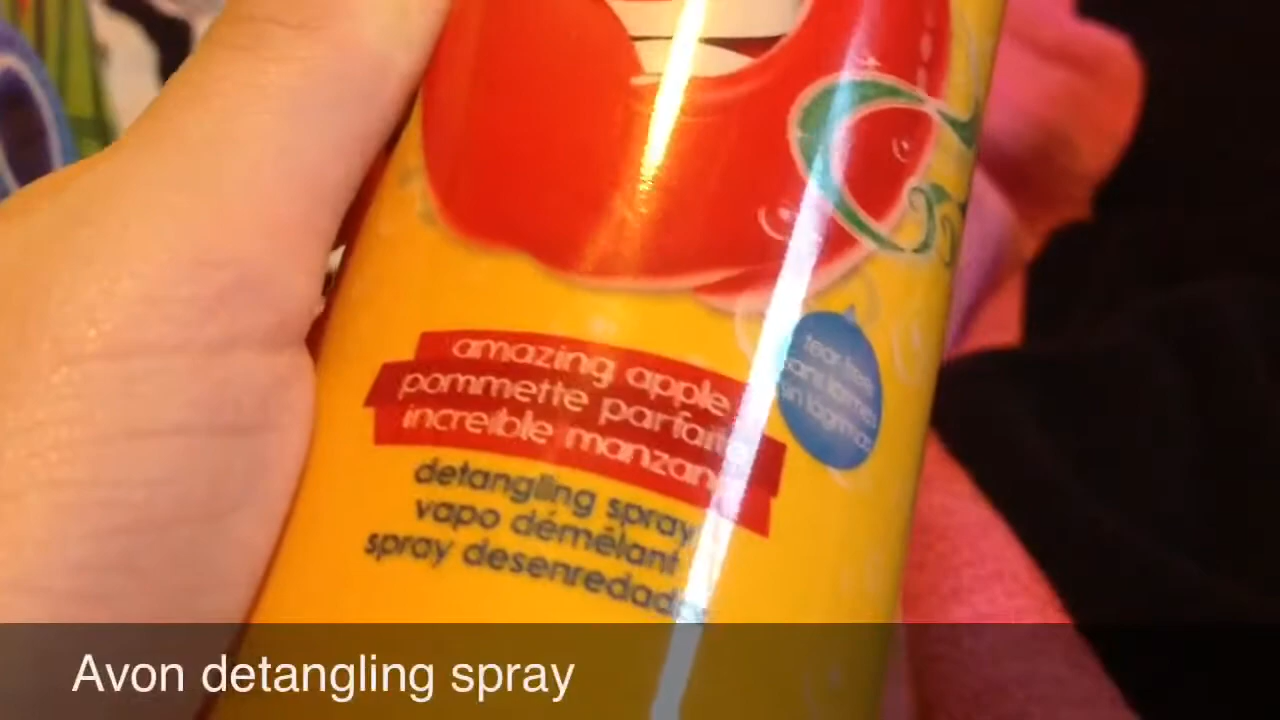 amazing apple
pommette parfaite
increíble manzana
detangling spray
vapo démêlant
spray desenredado
tear free
sans larmes
sin lágrimas
Avon detangling spray